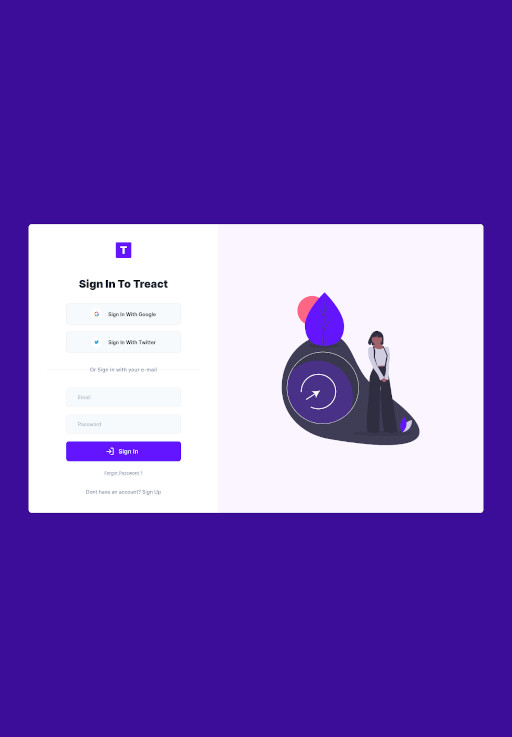 T
Sign In To Treact
Sign In With Google
Sign In With Twitter
Or Sign in with your e-mail
Email
Password
Sign In
Forgot Password ?
Dont have an account? Sign Up